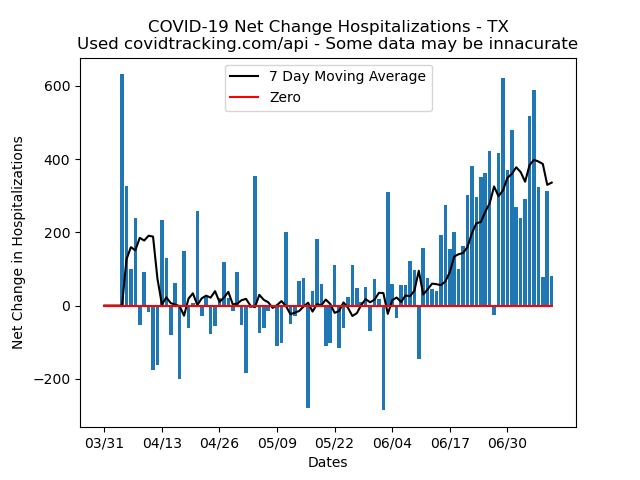 COVID-19 Net Change Hospitalizations - TX
Used covidtracking.com/api - Some data may be innacurate
7 Day Moving Average
Zero
Net Change in Hospitalizations
600
400
200
0
−200
03/31 04/13 04/26 05/09 05/22 06/04 06/17 06/30
Dates